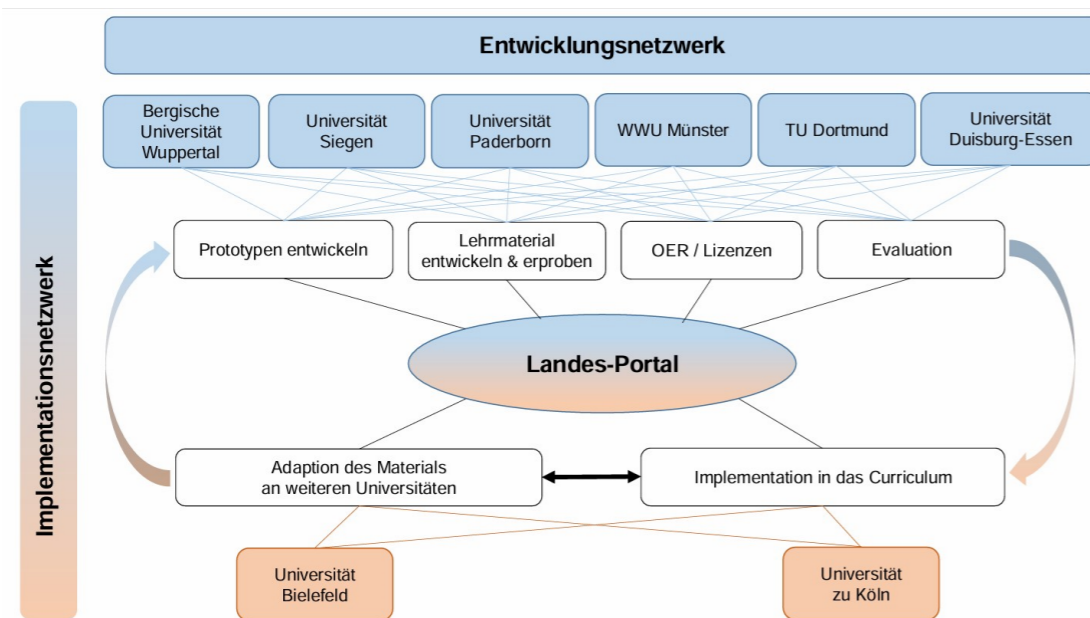 Entwicklungsnetzwerk
Implementationsnetzwerk
Bergische
Universität
Wuppertal
Universität
Siegen
Universität
Paderborn
WWU Münster
TU Dortmund
Universität
Duisburg-Essen
Prototypen entwickeln
Lehrmaterial
entwickeln & erproben
OER / Lizenzen
Evaluation
Landes-Portal
Adaption des Materials
an weiteren Universitäten
Implementation in das Curriculum
Universität
Bielefeld
Universität
zu Köln